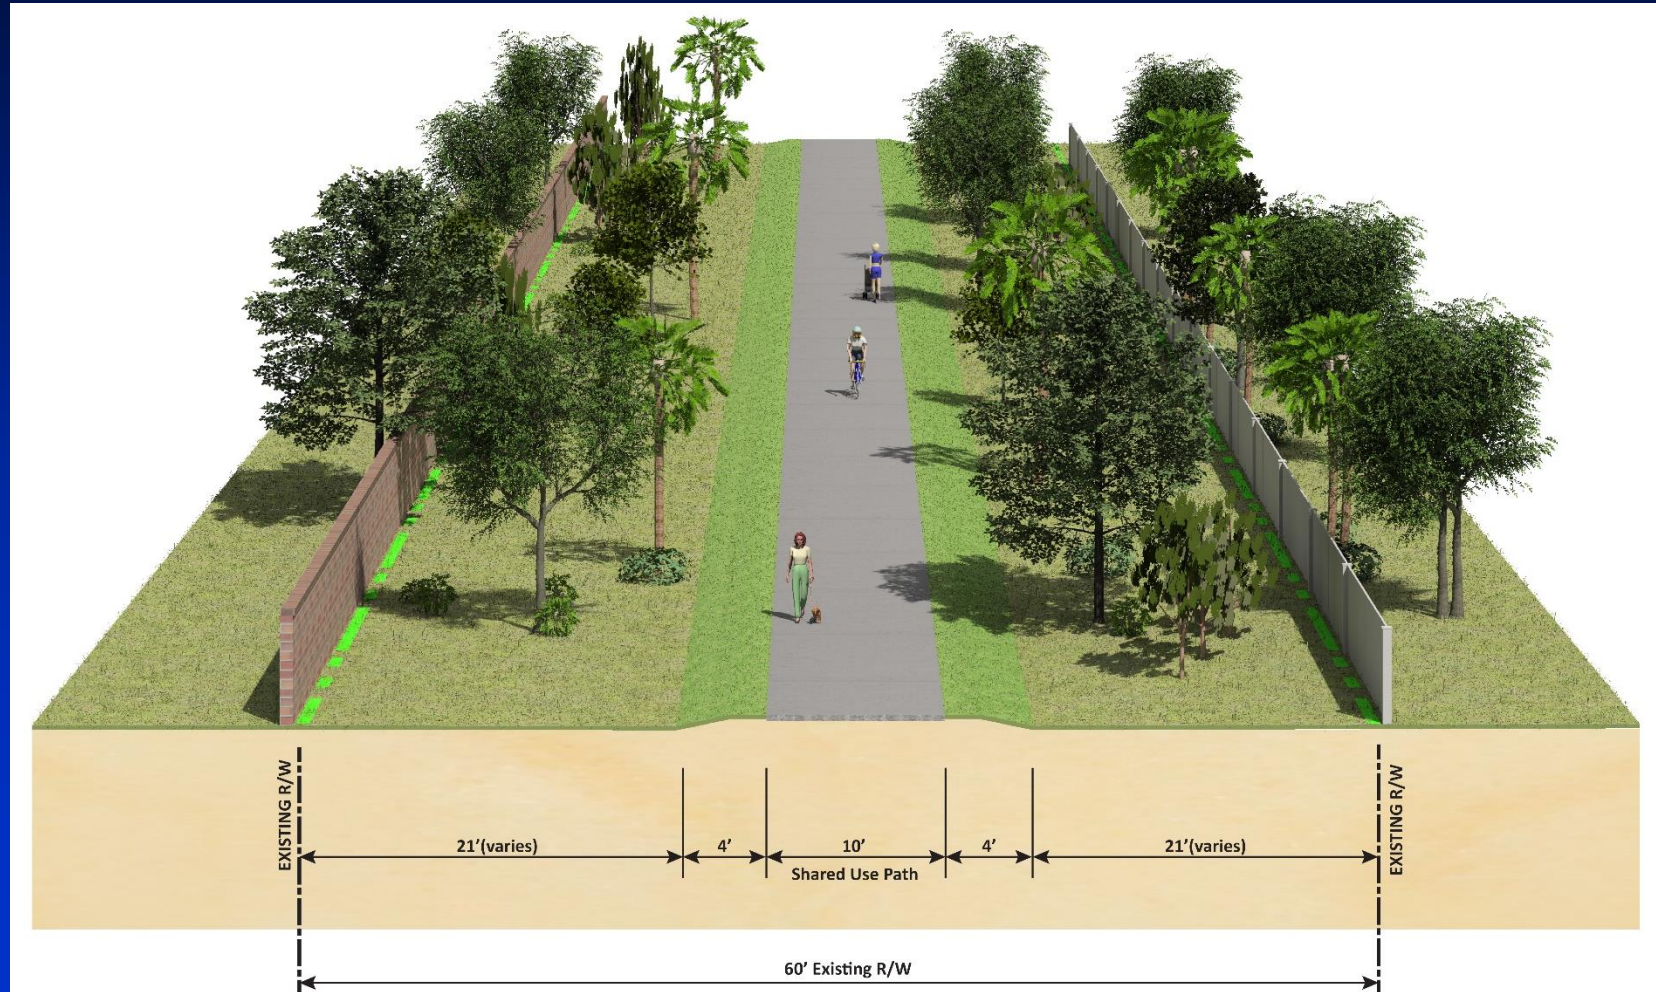 EXISTING R/W
21'(varies)
4'
10'
4'
21'(varies)
EXISTING R/W
Shared Use Path
60' Existing R/W